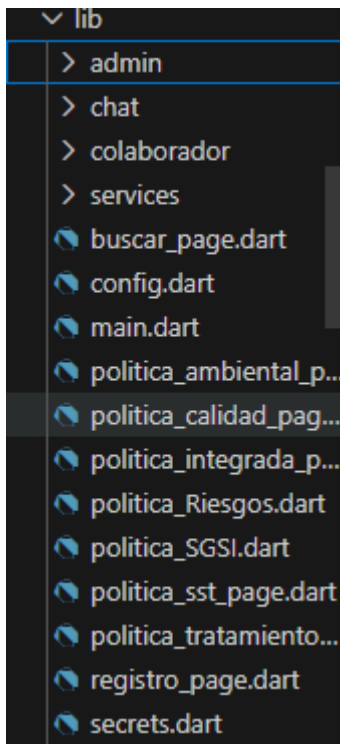 lib
admin
chat
colaborador
services
buscar_page.dart
config.dart
main.dart
politica_ambiental_p...
politica_calidad_pag...
politica_integrada_p...
politica_Riesgos.dart
politica_SGSI.dart
politica_sst_page.dart
politica_tratamiento...
registro_page.dart
secrets.dart